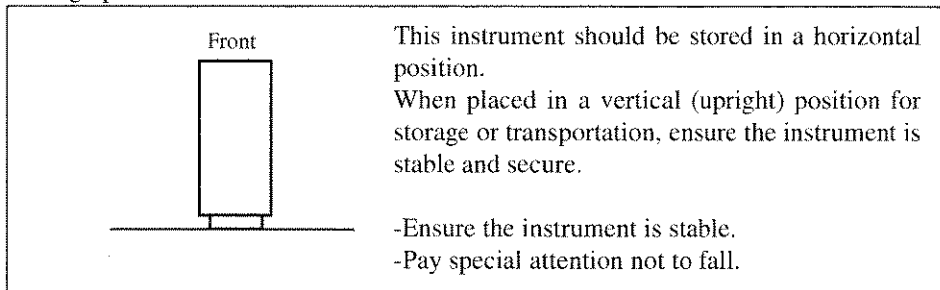 Front
This instrument should be stored in a horizontal
position.
When placed in a vertical (upright) position for
storage or transportation, ensure the instrument is
stable and secure.
-Ensure the instrument is stable.
-Pay special attention not to fall.